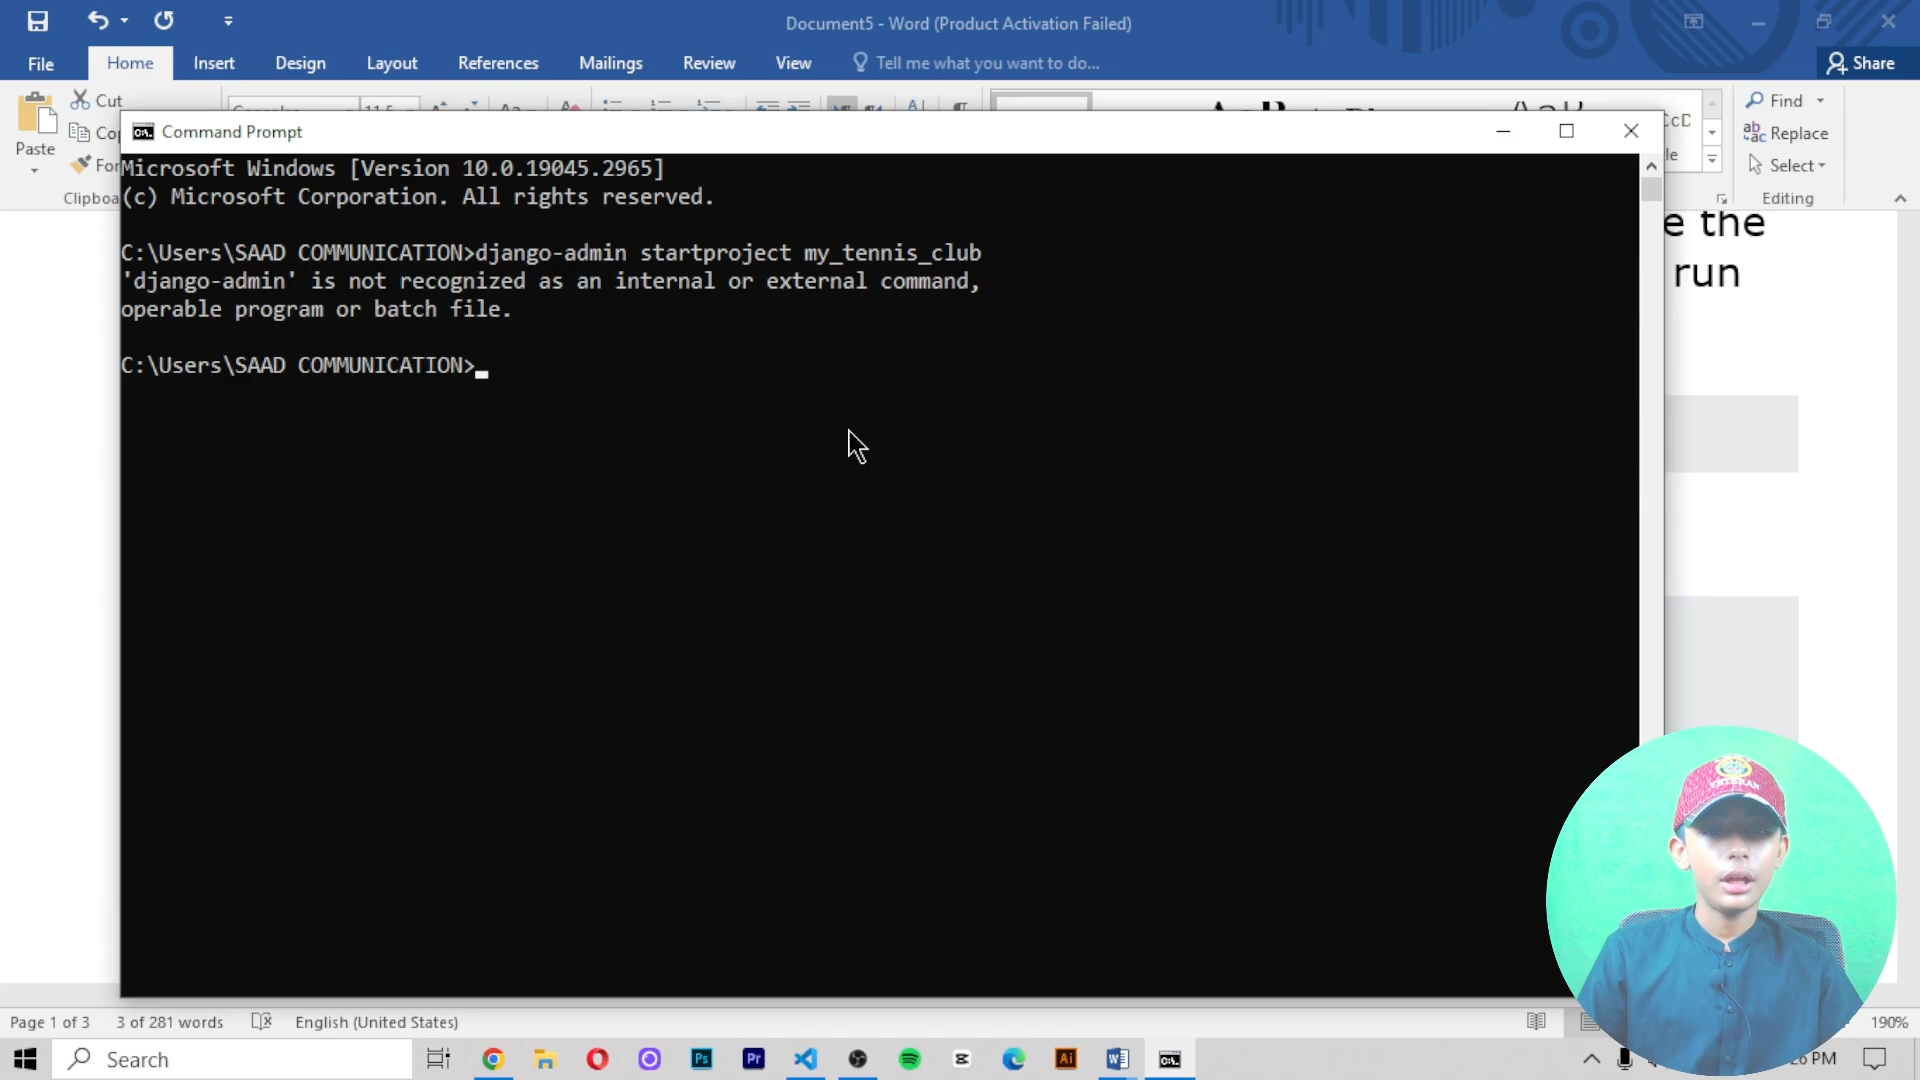 Document5 - Word (Product Activation Failed)
File Home Insert Design Layout References Mailings Review View Tell me what you want to do... Share
Cut
Paste
Find
Replace
Select
Editing
Command Prompt
Microsoft Windows [Version 10.0.19045.2965]
(c) Microsoft Corporation. All rights reserved.
C:\Users\SAAD COMMUNICATION>django-admin startproject my_tennis_club
'django-admin' is not recognized as an internal or external command,
operable program or batch file.
C:\Users\SAAD COMMUNICATION>
the
run
VETERAN
Page 1 of 3 3 of 281 words English (United States) 190%
Search
PM